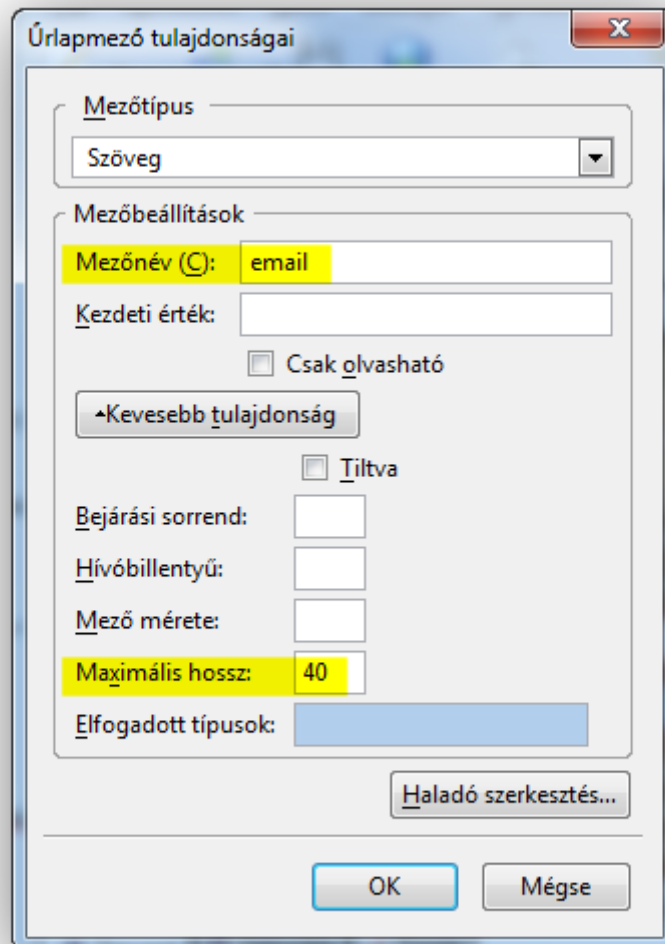 Űrlapmező tulajdonságai
Mezőtípus
Szöveg
Mezőbeállítások
Mezőnév (C): email
Kezdeti érték:
Csak olvasható
Kevesebb tulajdonság
Tiltva
Bejárási sorrend:
Hívóbillentyű:
Mező mérete:
Maximális hossz: 40
Elfogadott típusok:
Haladó szerkesztés...
OK Mégse